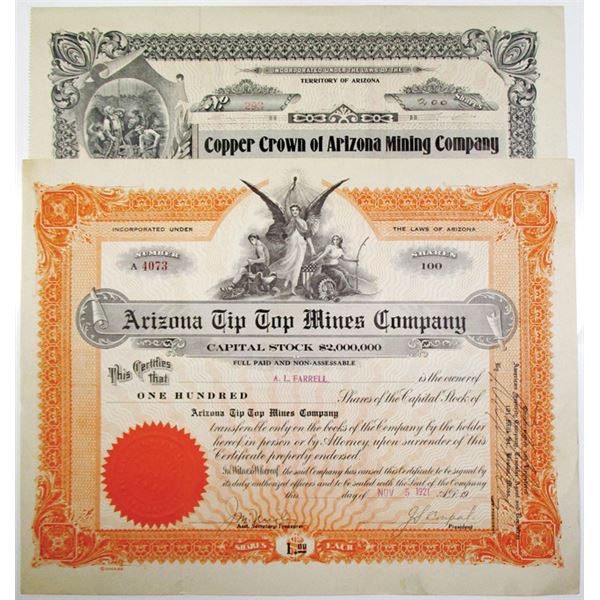 INCORPORATED UNDER THE LAWS OF THE
TERRITORY OF ARIZONA
No 293
200
SHARES
Copper Crown of Arizona Mining Company
INCORPORATED UNDER
THE LAWS OF ARIZONA
NUMBER
SHARES
A 4073
100
Arizona Tip Top Mines Company
CAPITAL STOCK $2,000,000
FULL PAID AND NON-ASSESSABLE
This Certifies
that
A. L. FARRELL
is the owner of
ONE HUNDRED
Shares of the Capital Stock of
Arizona Tip Top Mines Company
transferable only on the books of the Company by the holder
hereof in person or by Attorney upon surrender of this
Certificate properly endorsed.
In Witness Whereof, the said Company has caused this Certificate to be signed by
its duly authorized officers and to be sealed with the Seal of the Company
this day of NOV 5 1921 A.D. 19
Asst. Secretary-Treasurer
President
SHARES 1.00 EACH